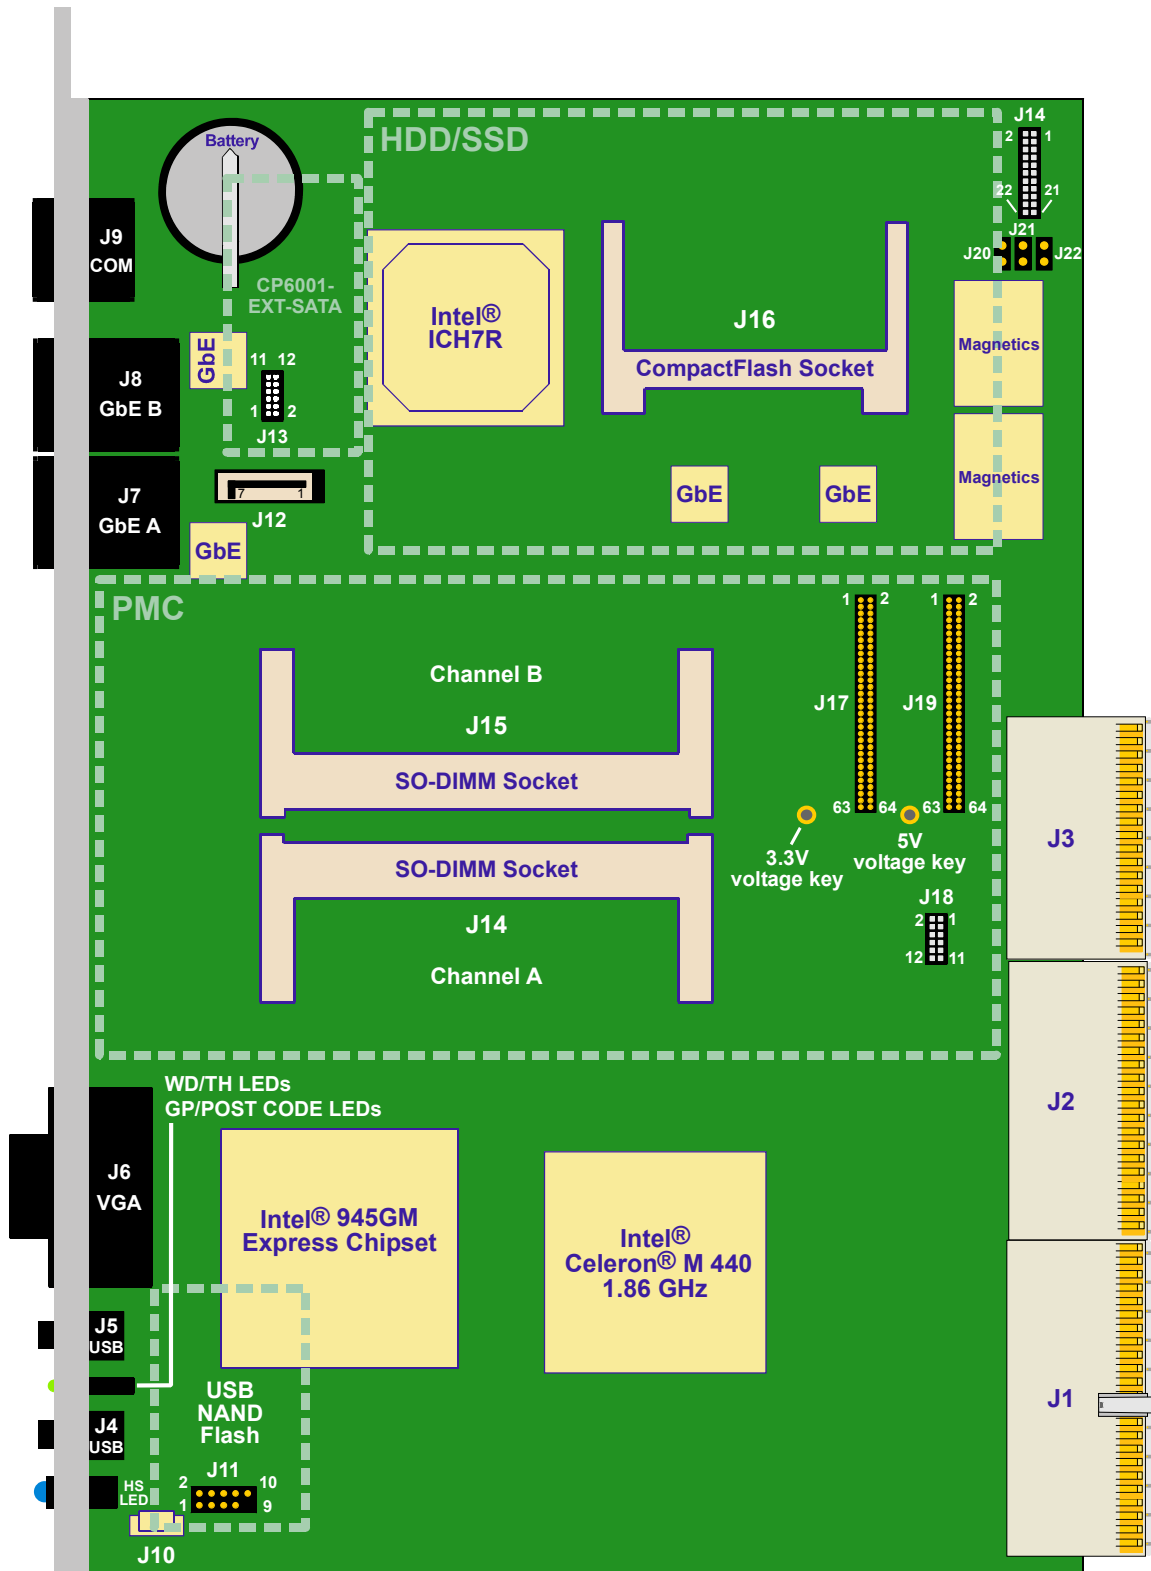 J14
2 1
22 21
Battery
HDD/SSD
J9
COM
J21
J20 J22
CP6001-
EXT-SATA
Intel®
ICH7R
J16
CompactFlash Socket
Magnetics
GbE
J8
GbE B
11 12
1 2
J13
J7
GbE A
7 1
J12
GbE
GbE
GbE
Magnetics
PMC
1 2
1 2
Channel B
J15
J17
J19
SO-DIMM Socket
63 64
63 64
3.3V
voltage key
5V
voltage key
SO-DIMM Socket
J14
Channel A
J18
2 1
12 11
J3
J2
J1
WD/TH LEDs
GP/POST CODE LEDs
J6
VGA
Intel® 945GM
Express Chipset
Intel®
Celeron® M 440
1.86 GHz
J5
USB
USB
NAND
Flash
J4
USB
J11
2 10
1 9
HS
LED
J10